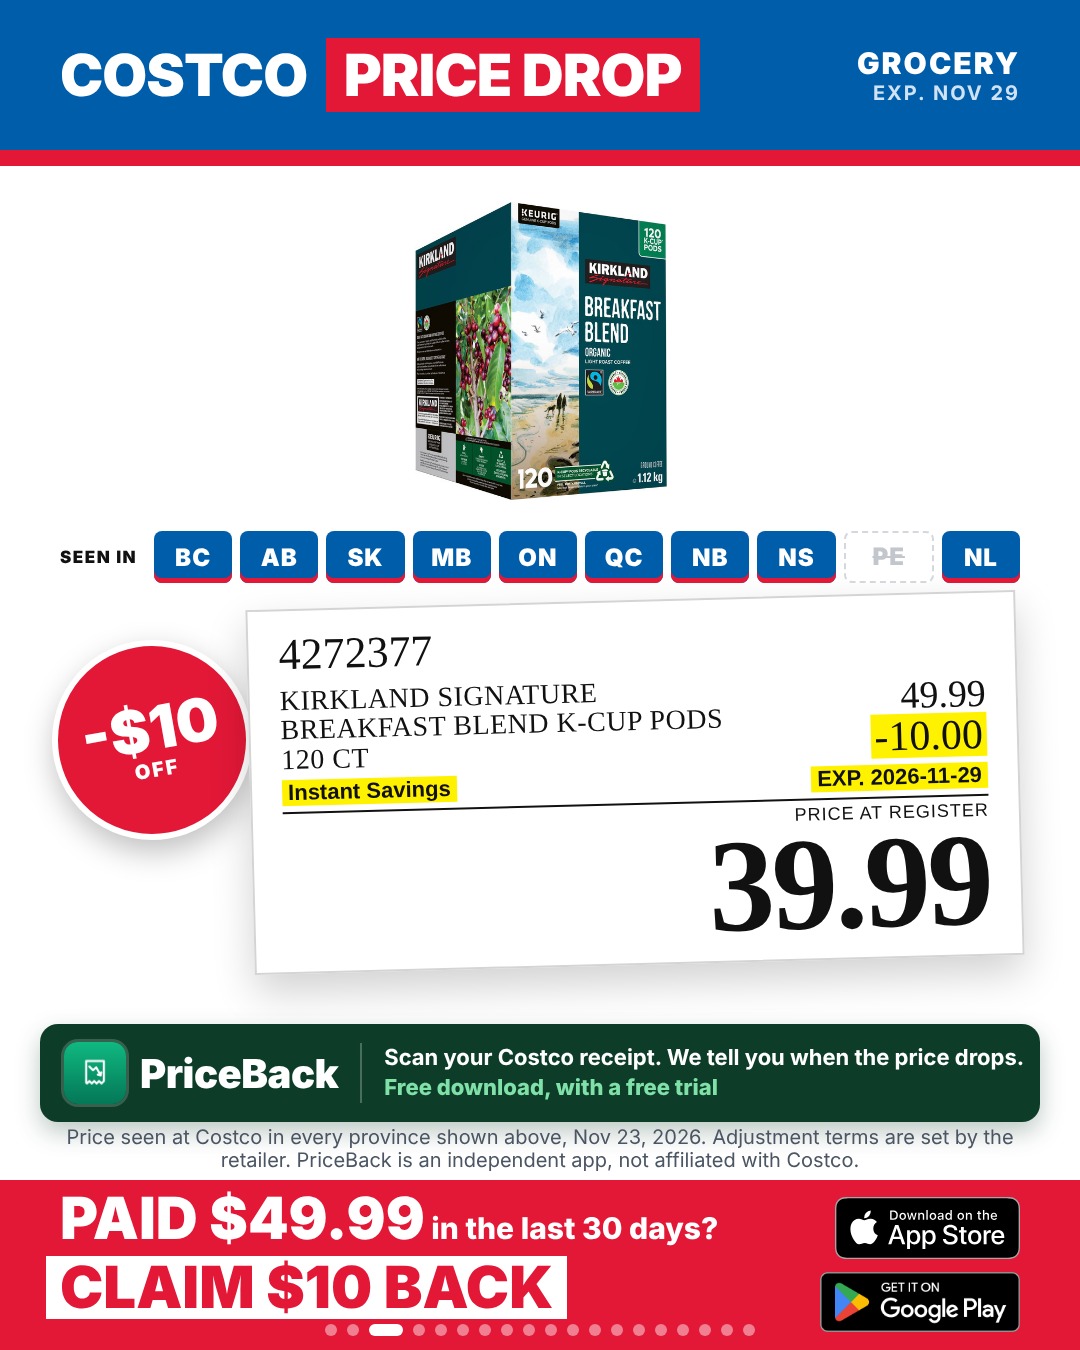 COSTCO PRICE DROP
GROCERY
EXP. NOV 29
KEURIG
120
K-CUP
PODS
KIRKLAND
Signature
KIRKLAND
Signature
BREAKFAST
BLEND
ORGANIC
LIGHT ROAST COFFEE
KIRKLAND
120
1.12 kg
SEEN IN BC AB SK MB ON QC NB NS PE NL
4272377
KIRKLAND SIGNATURE
BREAKFAST BLEND K-CUP PODS
120 CT
49.99
-10.00
Instant Savings
EXP. 2026-11-29
PRICE AT REGISTER
39.99
-$10
OFF
PriceBack
Scan your Costco receipt. We tell you when the price drops.
Free download, with a free trial
Price seen at Costco in every province shown above, Nov 23, 2026. Adjustment terms are set by the
retailer. PriceBack is an independent app, not affiliated with Costco.
PAID $49.99 in the last 30 days?
CLAIM $10 BACK
Download on the
App Store
GET IT ON
Google Play